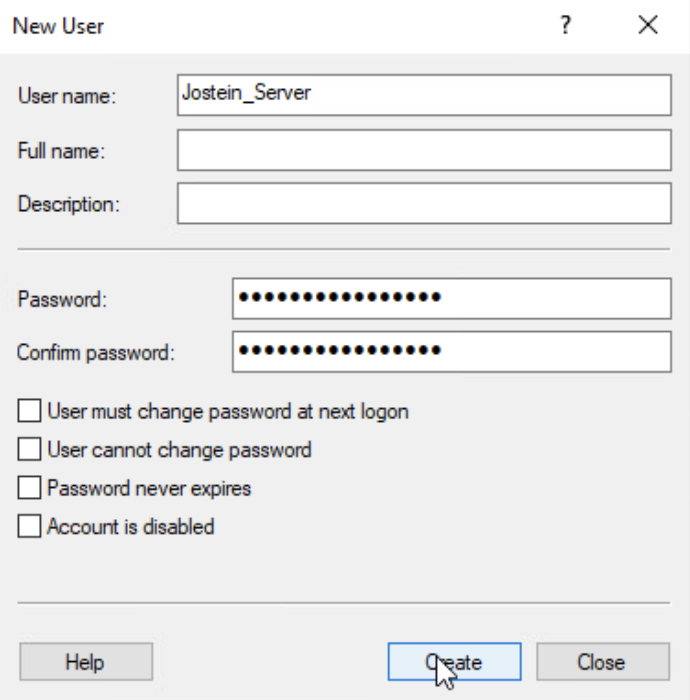 New User
?
User name: Jostein_Server
Full name:
Description:
Password: ••••••••••••••••
Confirm password: ••••••••••••••••
User must change password at next logon
User cannot change password
Password never expires
Account is disabled
Help Create Close